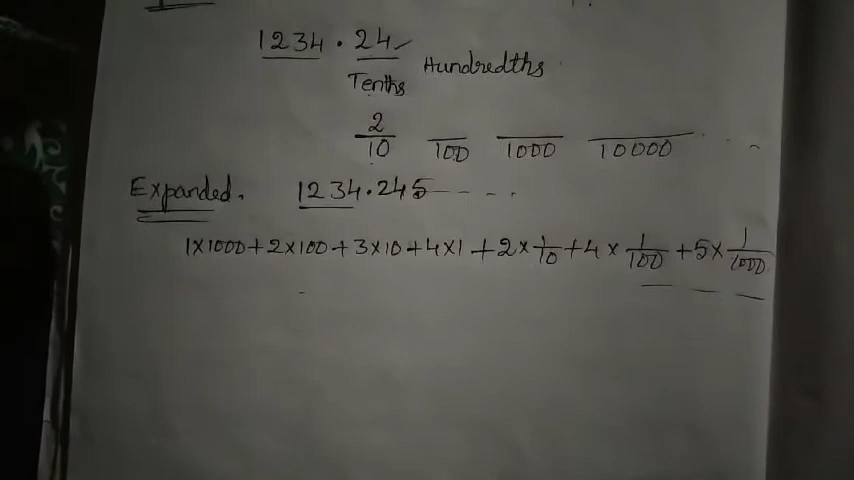 1234.24
Tenths Hundredths
2/10 /100 /1000 /10000 ....
Expanded. 1234.245----..
1×1000+2×100+3×10+4×1+2×1/10+4×1/100+5×1/1000